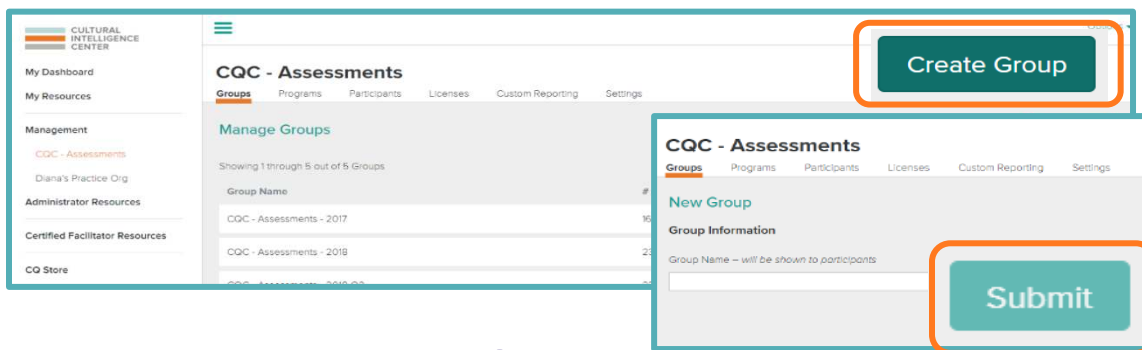 CULTURAL
INTELLIGENCE
CENTER
My Dashboard
My Resources
Management
CQC - Assessments
Diana's Practice Org
Administrator Resources
Certified Facilitator Resources
CQ Store
CQC - Assessments
Groups Programs Participants Licenses Custom Reporting Settings
Manage Groups
Showing 1 through 5 out of 5 Groups
Group Name #
CQC - Assessments - 2017
CQC - Assessments - 2018
Create Group
CQC - Assessments
Groups Programs Participants Licenses Custom Reporting Settings
New Group
Group Information
Group Name – will be shown to participants
Submit